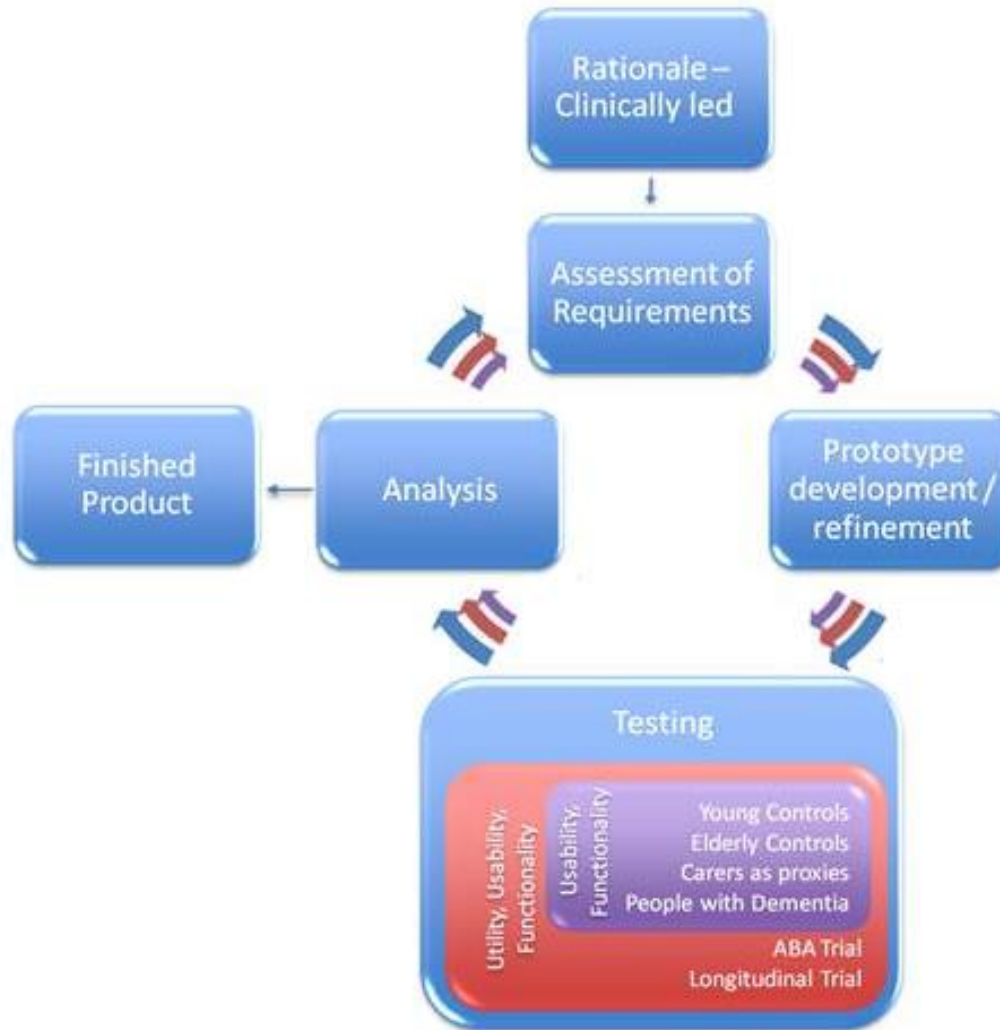 Rationale –
Clinically led
Assessment of
Requirements
Finished
Product
Analysis
Prototype
development /
refinement
Testing
Utility, Usability,
Functionality
Usability,
Functionality
Young Controls
Elderly Controls
Carers as proxies
People with Dementia
ABA Trial
Longitudinal Trial